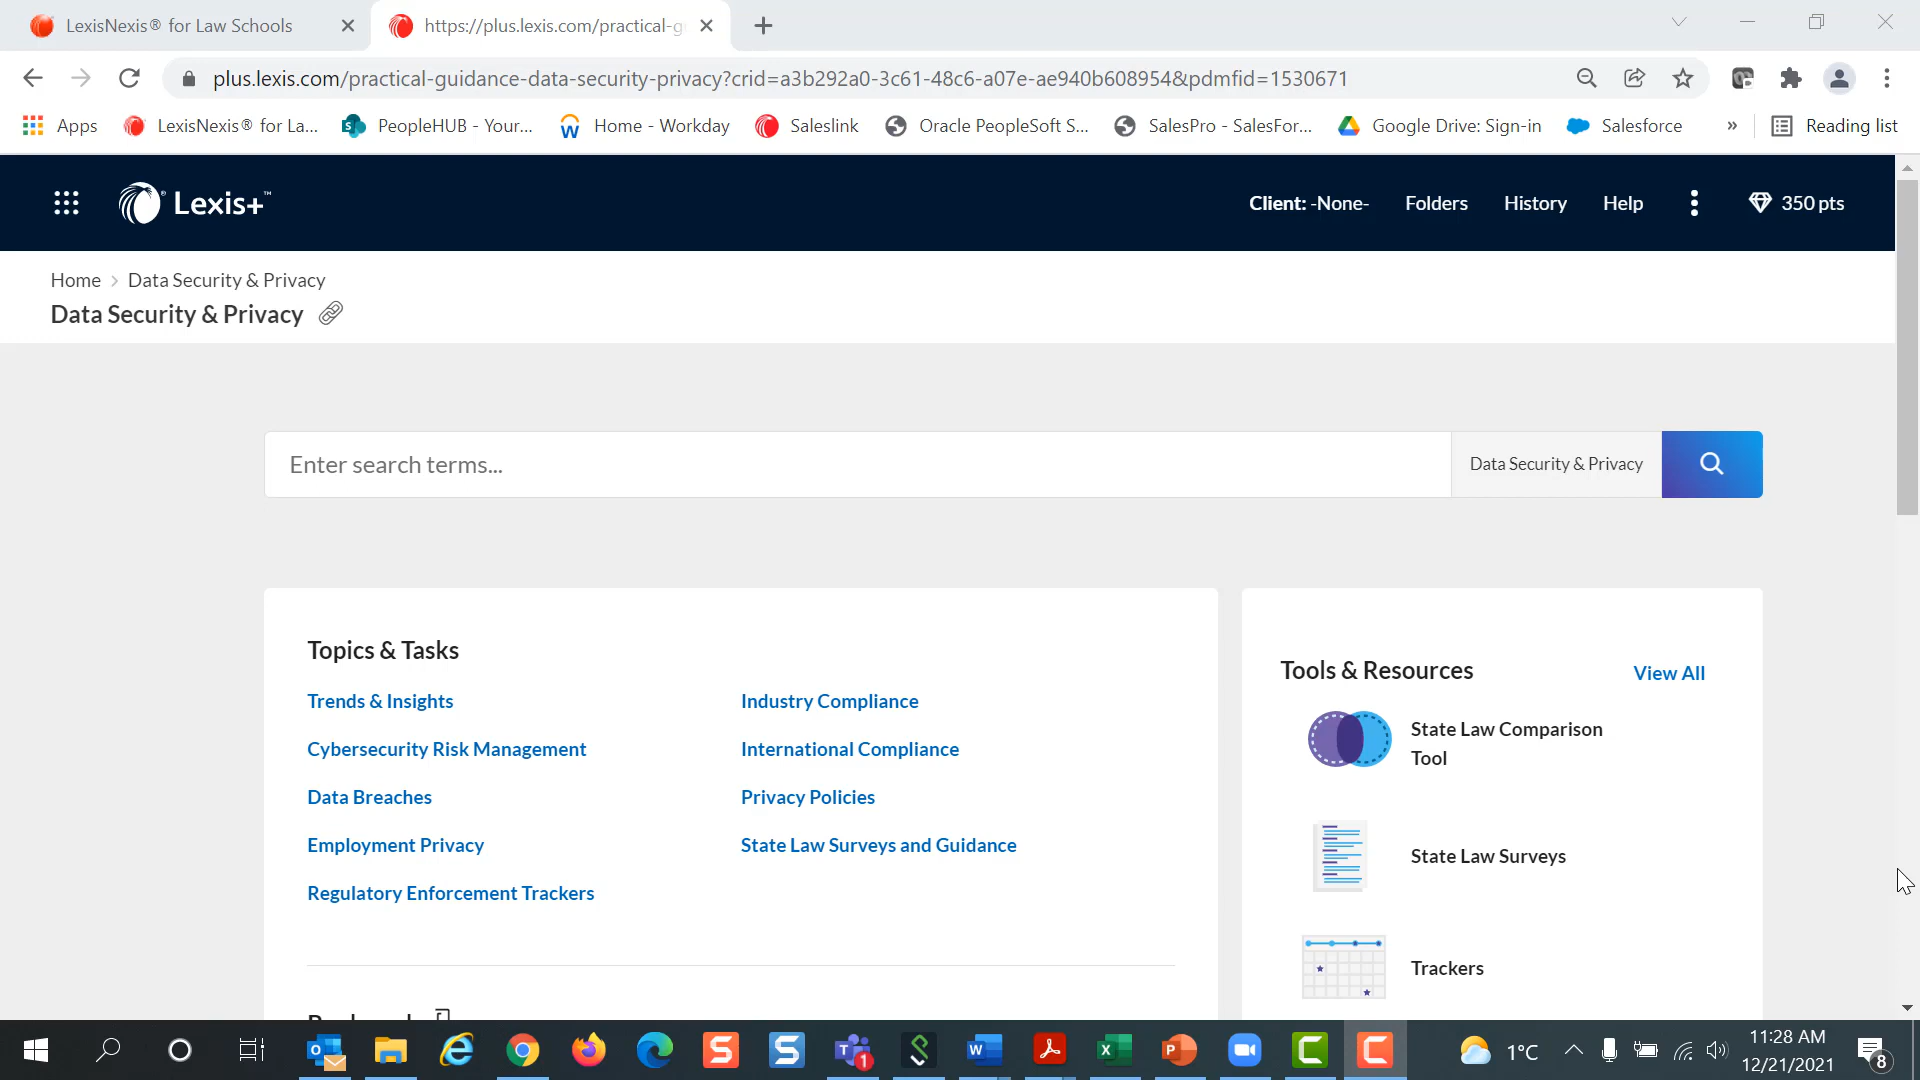 LexisNexis® for Law Schools
https://plus.lexis.com/practical-g
plus.lexis.com/practical-guidance-data-security-privacy?crid=a3b292a0-3c61-48c6-a07e-ae940b608954&pdmfid=1530671
Apps
LexisNexis® for La...
PeopleHUB - Your...
Home - Workday
Saleslink
Oracle PeopleSoft S...
SalesPro - SalesFor...
Google Drive: Sign-in
Salesforce
»
Reading list
Lexis+™
Client: -None-
Folders
History
Help
350 pts
Home > Data Security & Privacy
Data Security & Privacy
Enter search terms...
Data Security & Privacy
Topics & Tasks
Trends & Insights
Cybersecurity Risk Management
Data Breaches
Employment Privacy
Regulatory Enforcement Trackers
Industry Compliance
International Compliance
Privacy Policies
State Law Surveys and Guidance
Tools & Resources
View All
State Law Comparison
Tool
State Law Surveys
Trackers
1
1°C
11:28 AM
12/21/2021
8